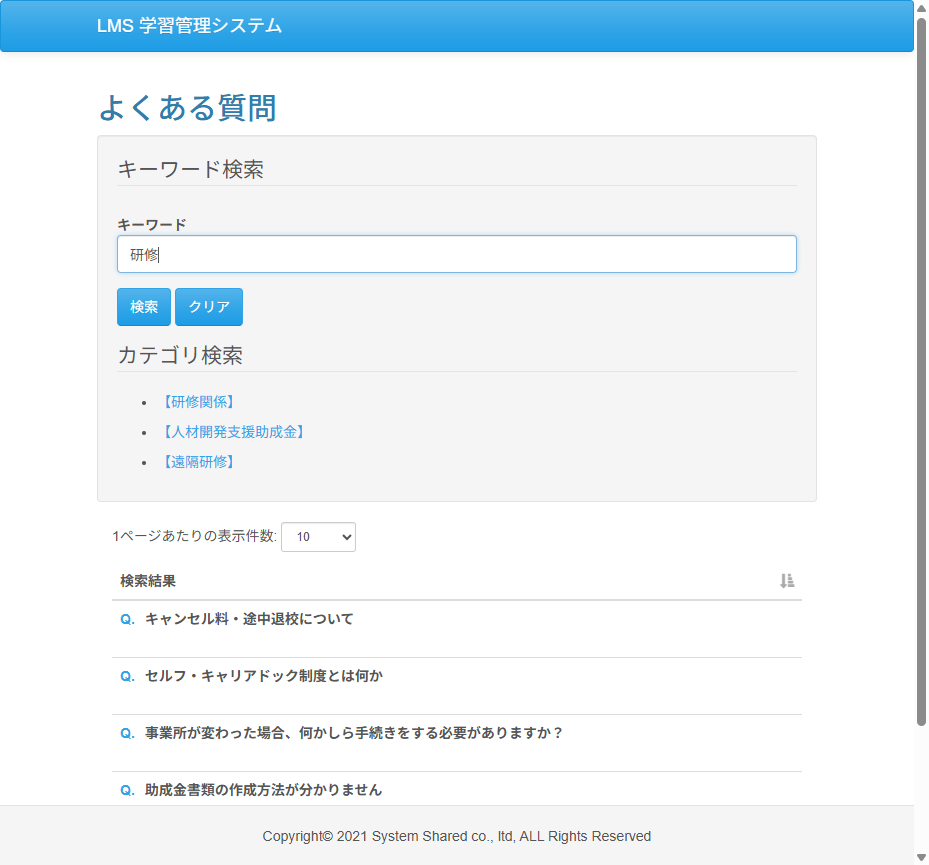 LMS 学習管理システム
よくある質問
キーワード検索
キーワード
研修
検索 クリア
カテゴリ検索
【研修関係】
【人材開発支援助成金】
【遠隔研修】
1ページあたりの表示件数: 10
検索結果
Q. キャンセル料・途中退校について
Q. セルフ・キャリアドック制度とは何か
Q. 事業所が変わった場合、何かしら手続きをする必要がありますか？
Q. 助成金書類の作成方法が分かりません
Copyright© 2021 System Shared co., ltd, ALL Rights Reserved